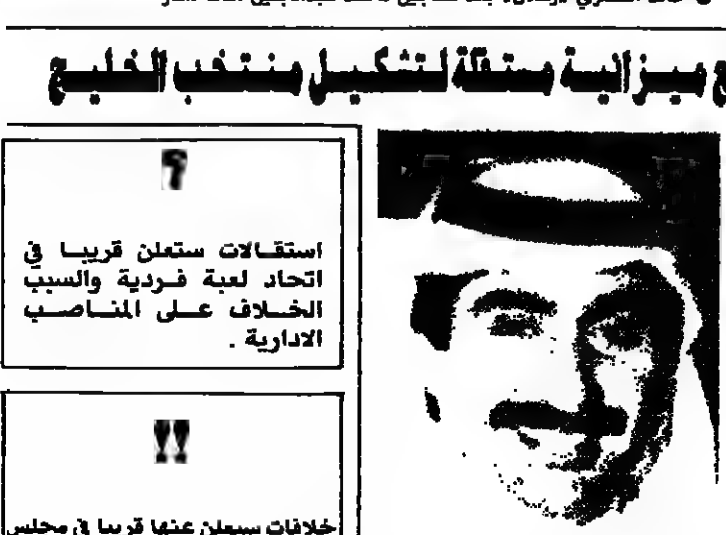 ميزانية مستقلة لتشكيل منتخب الخليج
؟
استقالات ستعلن قريبا في
اتحاد لعبة فردية والسبب
الخلاف على المناصب
الادارية .
!!
خلافات سيعلن عنها قريبا في مجلس